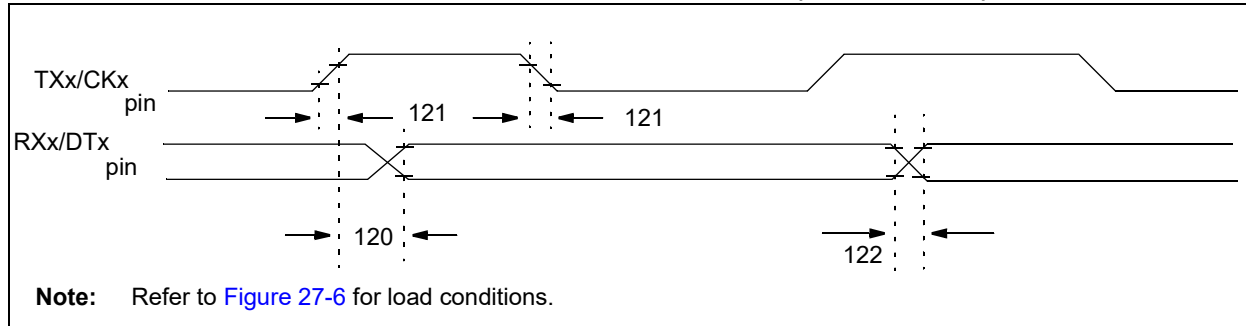 TXx/CKx
pin
121
121
RXx/DTx
pin
120
122
Note: Refer to Figure 27-6 for load conditions.